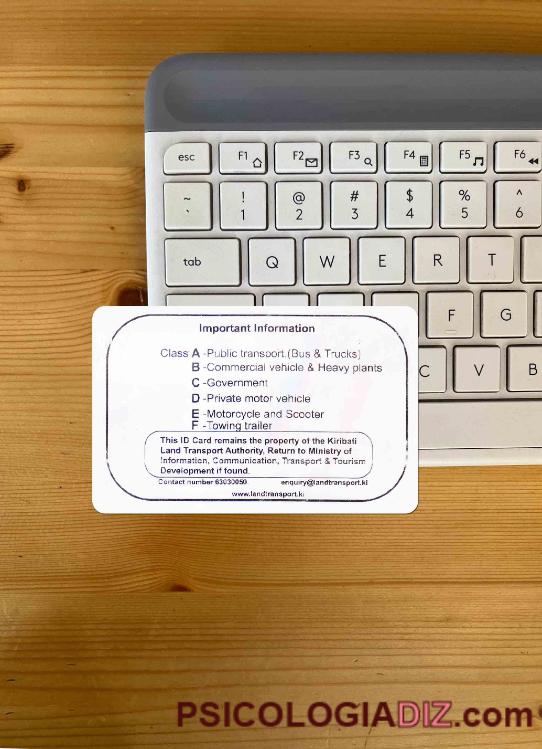 esc
F1
F2
F3
F4
F5
F6
~ ! @ # $ % ^
` 1 2 3 4 5 6
tab Q W E R T
F G
C V B
Important Information
Class A -Public transport.(Bus & Trucks)
B -Commercial vehicle & Heavy plants
C -Government
D -Private motor vehicle
E -Motorcycle and Scooter
F -Towing trailer
This ID Card remains the property of the Kiribati
Land Transport Authority, Return to Ministry of
Information, Communication, Transport & Tourism
Development if found.
Contact number 63030050 enquiry@landtransport.ki
www.landtransport.ki
PSICOLOGIADIZ.com